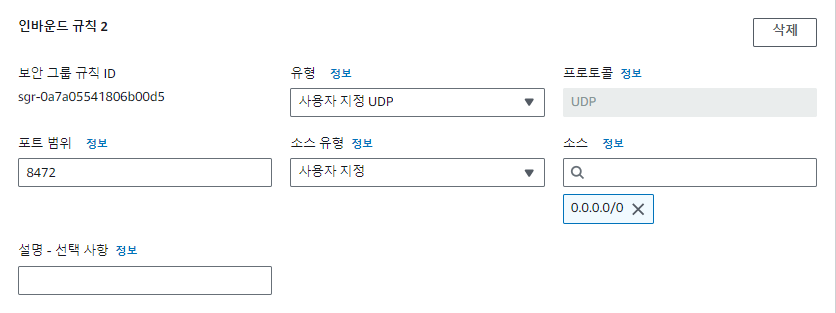 인바운드 규칙 2
삭제
보안 그룹 규칙 ID
sgr-0a7a05541806b00d5
유형 정보
사용자 지정 UDP
프로토콜 정보
UDP
포트 범위 정보
8472
소스 유형 정보
사용자 지정
소스 정보
0.0.0.0/0
설명 - 선택 사항 정보